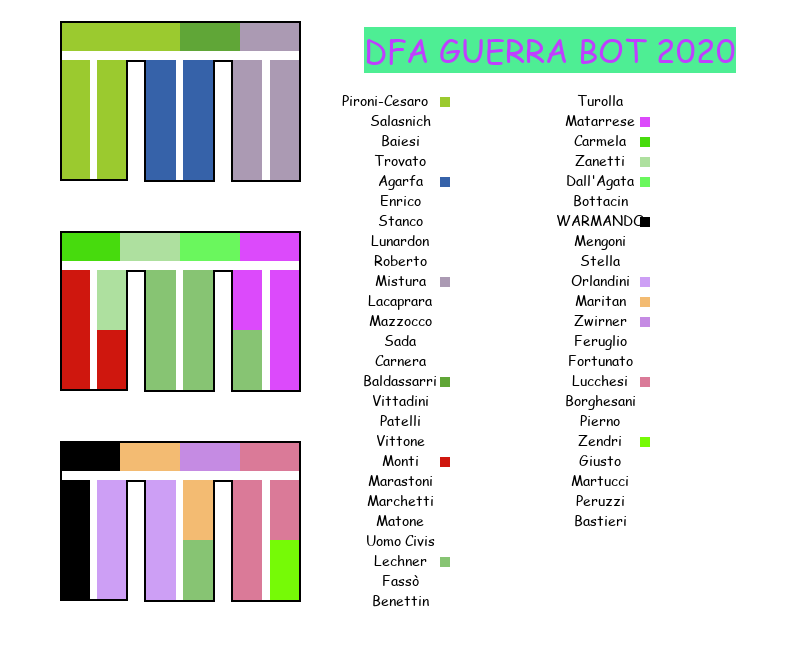 DFA GUERRA BOT 2020
Pironi-Cesaro
Salasnich
Baiesi
Trovato
Agarfa
Enrico
Stanco
Lunardon
Roberto
Mistura
Lacaprara
Mazzocco
Sada
Carnera
Baldassarri
Vittadini
Patelli
Vittone
Monti
Marastoni
Marchetti
Matone
Uomo Civis
Lechner
Fassò
Benettin
Turolla
Matarrese
Carmela
Zanetti
Dall'Agata
Bottacin
WARMANDO
Mengoni
Stella
Orlandini
Maritan
Zwirner
Feruglio
Fortunato
Lucchesi
Borghesani
Pierno
Zendri
Giusto
Martucci
Peruzzi
Bastieri